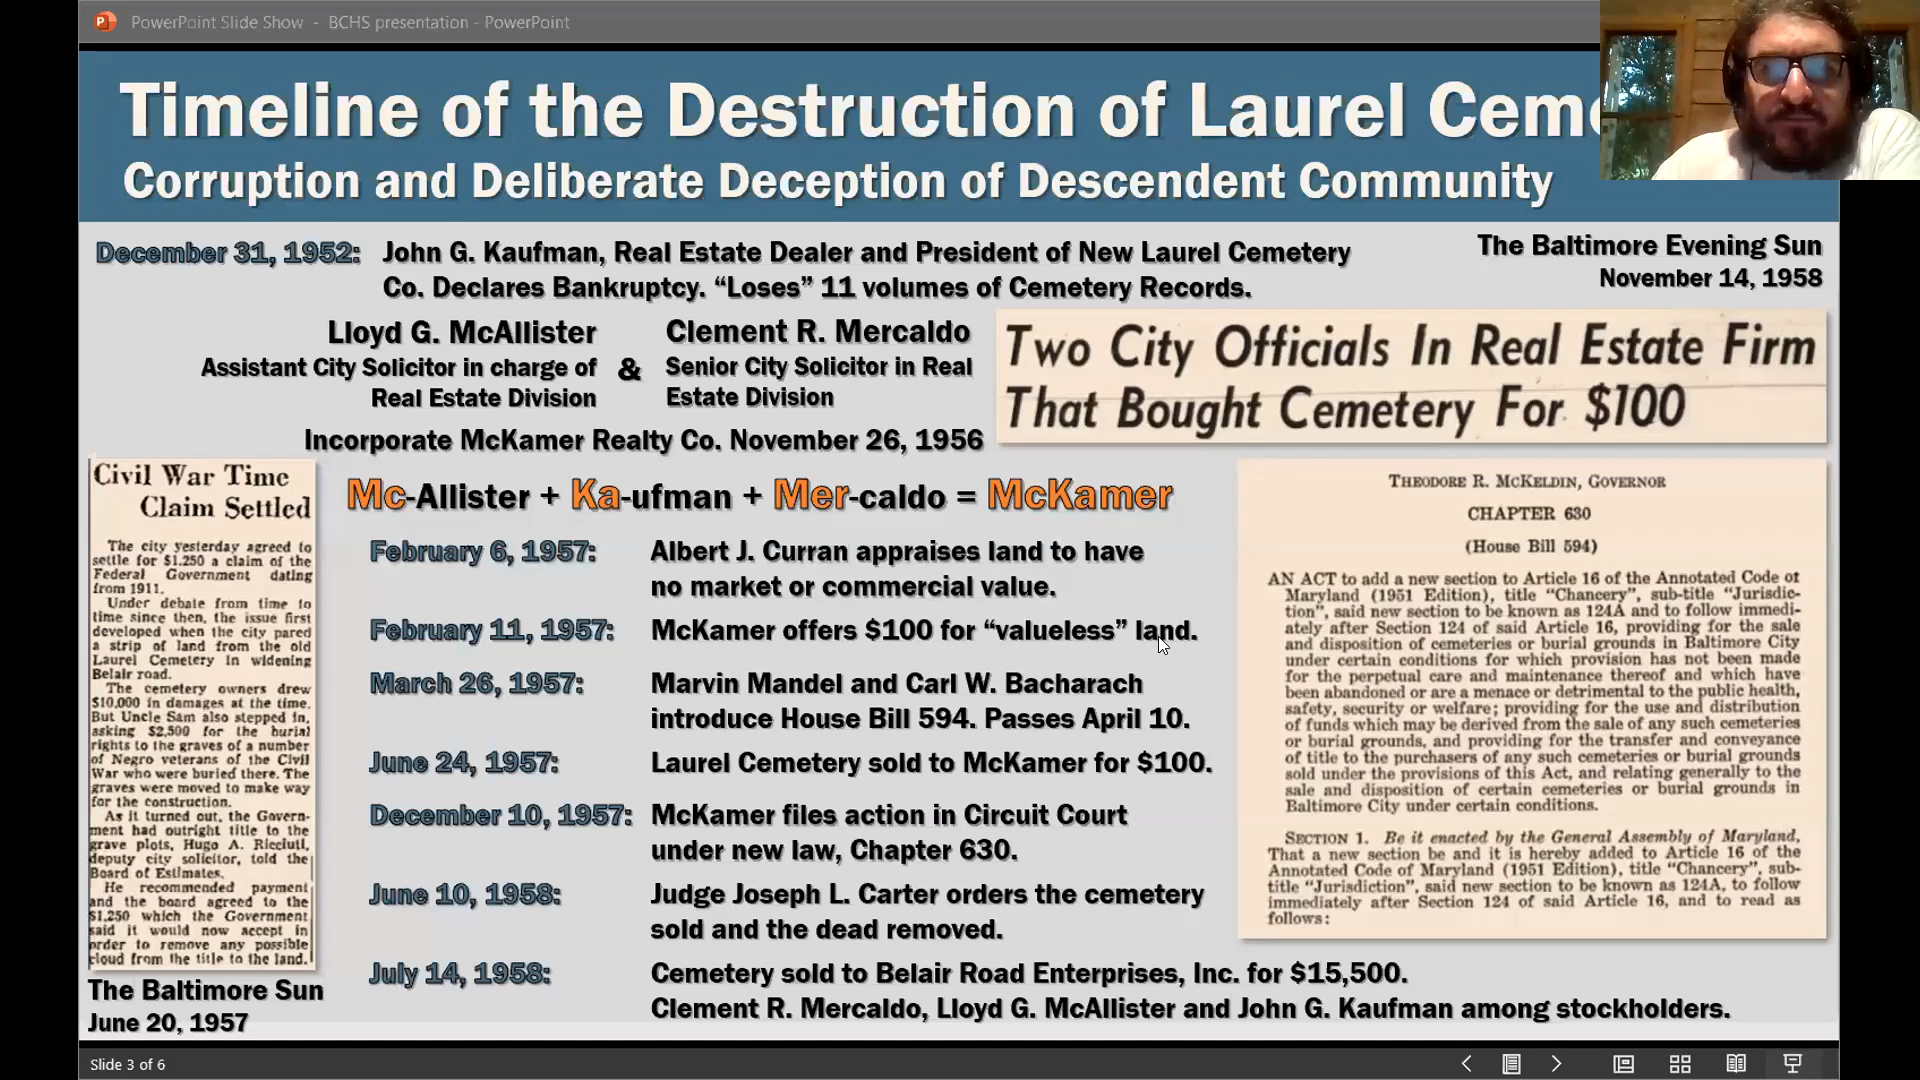 PowerPoint Slide Show - BCHS presentation - PowerPoint
Timeline of the Destruction of Laurel Ceme
Corruption and Deliberate Deception of Descendent Community
December 31, 1952: John G. Kaufman, Real Estate Dealer and President of New Laurel Cemetery
Co. Declares Bankruptcy. “Loses” 11 volumes of Cemetery Records.
The Baltimore Evening Sun
November 14, 1958
Lloyd G. McAllister
Assistant City Solicitor in charge of
Real Estate Division
&
Clement R. Mercaldo
Senior City Solicitor in Real
Estate Division
Incorporate McKamer Realty Co. November 26, 1956
Two City Officials In Real Estate Firm
That Bought Cemetery For $100
Civil War Time
Claim Settled
The city yesterday agreed to
settle for $1,250 a claim of the
Federal Government dating
from 1911.
Under debate from time to
time since then, the issue first
developed when the city pared
a strip of land from the old
Laurel Cemetery in widening
Belair road.
The cemetery owners drew
$10,000 in damages at the time.
But Uncle Sam also stepped in,
asking $2,500 for the burial
rights to the graves of a number
of Negro veterans of the Civil
War who were buried there. The
graves were moved to make way
for the construction.
As it turned out, the Govern-
ment had outright title to the
grave plots, Hugo A. Ricciuti,
deputy city solicitor, told the
Board of Estimates.
He recommended payment
and the board agreed to the
$1,250 which the Government
said it would now accept in
order to remove any possible
cloud from the title to the land.
The Baltimore Sun
June 20, 1957
Mc-Allister + Ka-ufman + Mer-caldo = McKamer
February 6, 1957: Albert J. Curran appraises land to have
no market or commercial value.
February 11, 1957: McKamer offers $100 for “valueless” land.
March 26, 1957: Marvin Mandel and Carl W. Bacharach
introduce House Bill 594. Passes April 10.
June 24, 1957: Laurel Cemetery sold to McKamer for $100.
December 10, 1957: McKamer files action in Circuit Court
under new law, Chapter 630.
June 10, 1958: Judge Joseph L. Carter orders the cemetery
sold and the dead removed.
July 14, 1958: Cemetery sold to Belair Road Enterprises, Inc. for $15,500.
Clement R. Mercaldo, Lloyd G. McAllister and John G. Kaufman among stockholders.
THEODORE R. MCKELDIN, GOVERNOR
CHAPTER 630
(House Bill 594)
AN ACT to add a new section to Article 16 of the Annotated Code of
Maryland (1951 Edition), title “Chancery”, sub-title “Jurisdic-
tion”, said new section to be known as 124A and to follow immedi-
ately after Section 124 of said Article 16, providing for the sale
and disposition of cemeteries or burial grounds in Baltimore City
under certain conditions for which provision has not been made
for the perpetual care and maintenance thereof and which have
been abandoned or are a menace or detrimental to the public health,
safety, security or welfare; providing for the use and distribution
of funds which may be derived from the sale of any such cemeteries
or burial grounds, and providing for the transfer and conveyance
of title to the purchasers of any such cemeteries or burial grounds
sold under the provisions of this Act, and relating generally to the
sale and disposition of certain cemeteries or burial grounds in
Baltimore City under certain conditions.
SECTION 1. Be it enacted by the General Assembly of Maryland,
That a new section be and it is hereby added to Article 16 of the
Annotated Code of Maryland (1951 Edition), title “Chancery”, sub-
title “Jurisdiction”, said new section to be known as 124A, to follow
immediately after Section 124 of said Article 16, and to read as
follows:
Slide 3 of 6